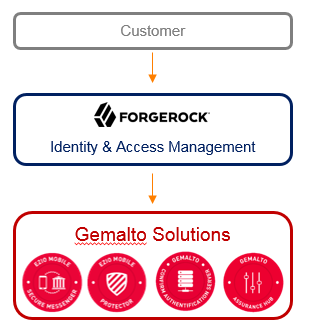 Customer
FORGEROCK
Identity & Access Management
Gemalto Solutions
EZIO MOBILE
SECURE MESSENGER
EZIO MOBILE
PROTECTOR
GEMALTO
CONFIRM AUTHENTIFICATION SERVER
GEMALTO
ASSURANCE HUB